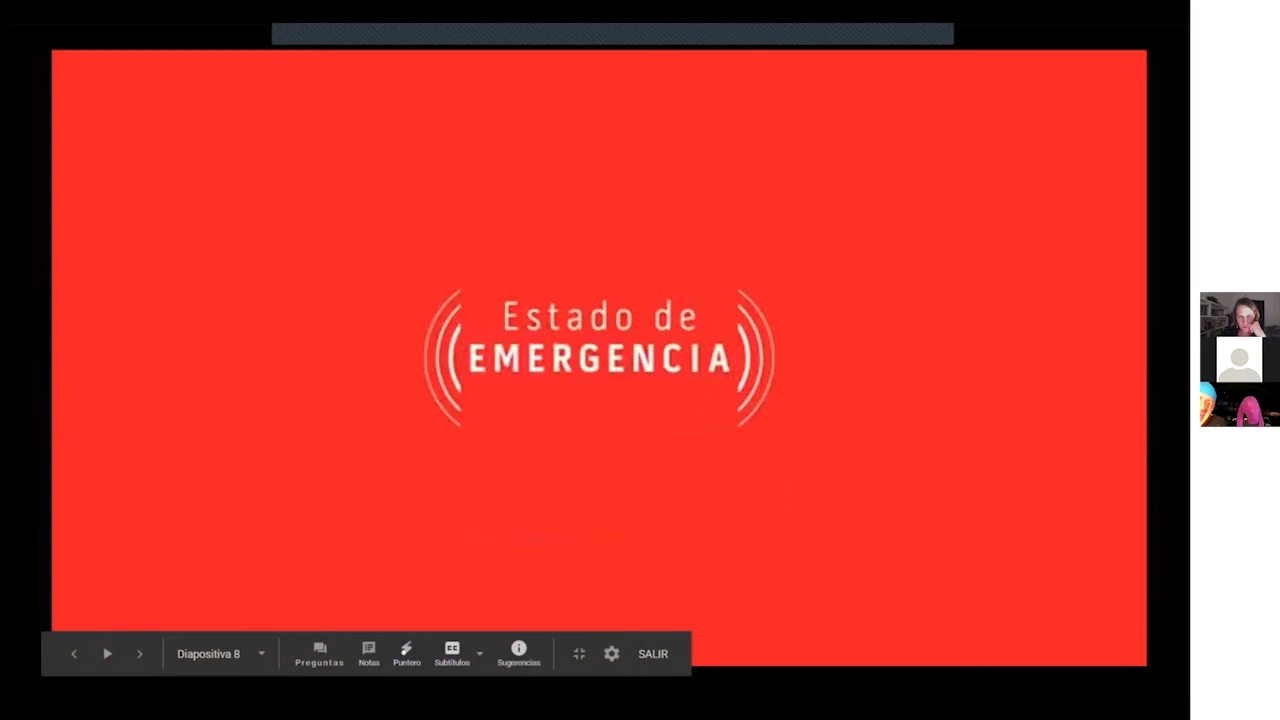 Estado de
EMERGENCIA
Diapositiva 8
Preguntas
Notas
Puntero
Subtítulos
Sugerencias
SALIR